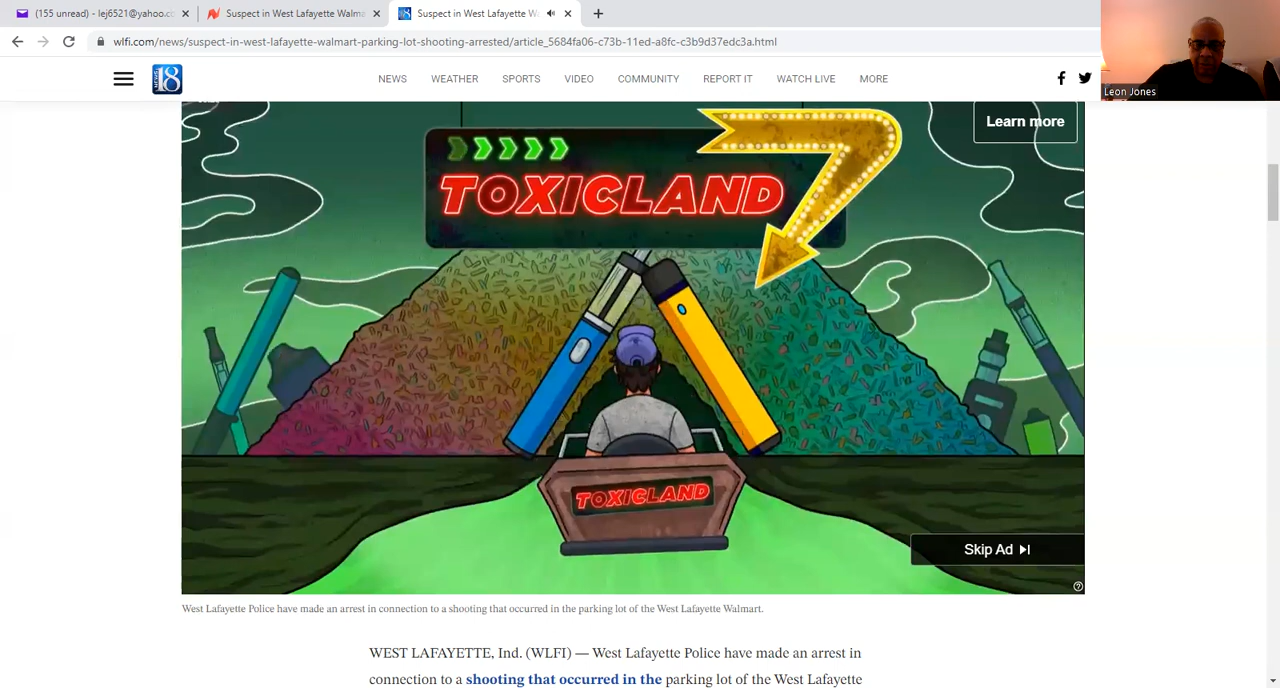 (155 unread) - lej6521@yahoo.co
Suspect in West Lafayette Walma
Suspect in West Lafayette W
wlfi.com/news/suspect-in-west-lafayette-walmart-parking-lot-shooting-arrested/article_5684fa06-c73b-11ed-a8fc-c3b9d37edc3a.html
Leon Jones
NEWS 18
NEWS WEATHER SPORTS VIDEO COMMUNITY REPORT IT WATCH LIVE MORE
Learn more
TOXICLAND
TOXICLAND
Skip Ad
West Lafayette Police have made an arrest in connection to a shooting that occurred in the parking lot of the West Lafayette Walmart.
WEST LAFAYETTE, Ind. (WLFI) — West Lafayette Police have made an arrest in
connection to a shooting that occurred in the parking lot of the West Lafayette